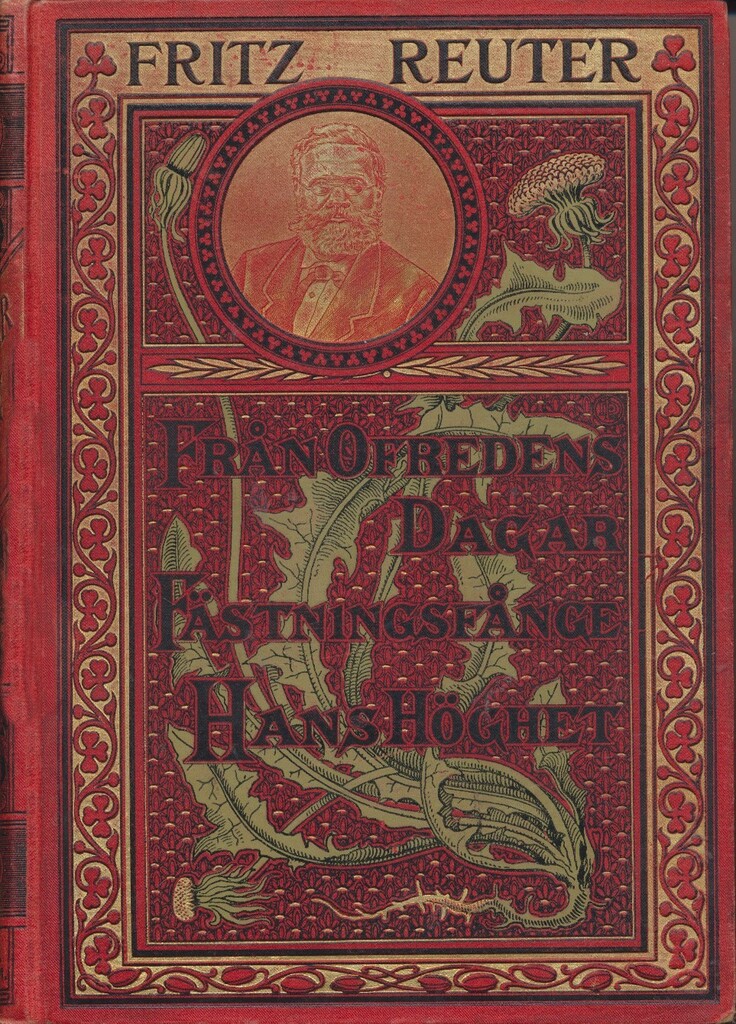 FRITZ REUTER
FRÅN OFREDENS
DAGAR
FÄSTNINGSFÅNGE
HANS HÖGHET